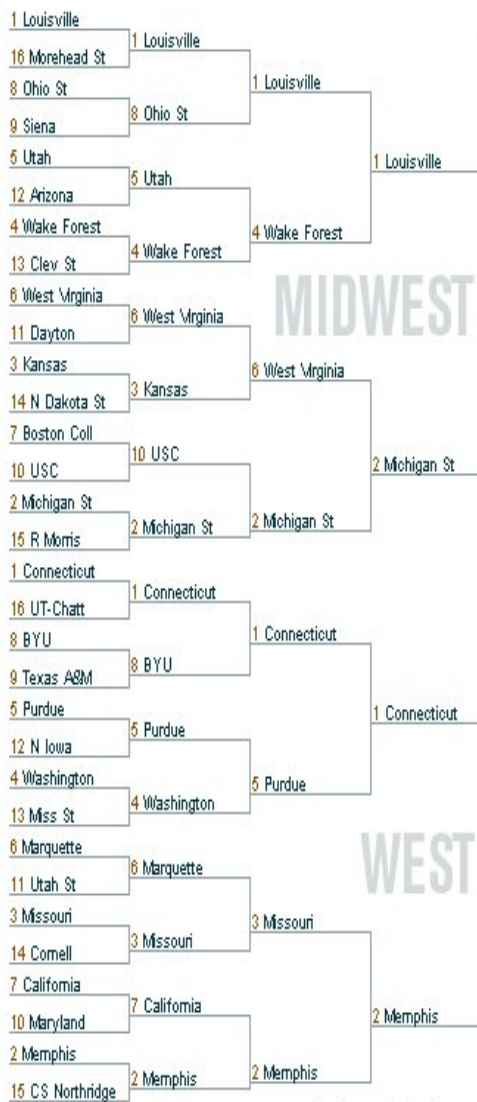 1 Louisville
16 Morehead St
8 Ohio St
9 Siena
5 Utah
12 Arizona
4 Wake Forest
13 Clev St
6 West Virginia
11 Dayton
3 Kansas
14 N Dakota St
7 Boston Coll
10 USC
2 Michigan St
15 R Morris
1 Connecticut
16 UT-Chatt
8 BYU
9 Texas A&M
5 Purdue
12 N Iowa
4 Washington
13 Miss St
6 Marquette
11 Utah St
3 Missouri
14 Cornell
7 California
10 Maryland
2 Memphis
15 CS Northridge
1 Louisville
8 Ohio St
5 Utah
4 Wake Forest
6 West Virginia
3 Kansas
10 USC
2 Michigan St
1 Connecticut
8 BYU
5 Purdue
4 Washington
6 Marquette
3 Missouri
7 California
2 Memphis
1 Louisville
4 Wake Forest
6 West Virginia
2 Michigan St
1 Connecticut
5 Purdue
3 Missouri
2 Memphis
1 Louisville
MIDWEST
2 Michigan St
1 Connecticut
WEST
2 Memphis